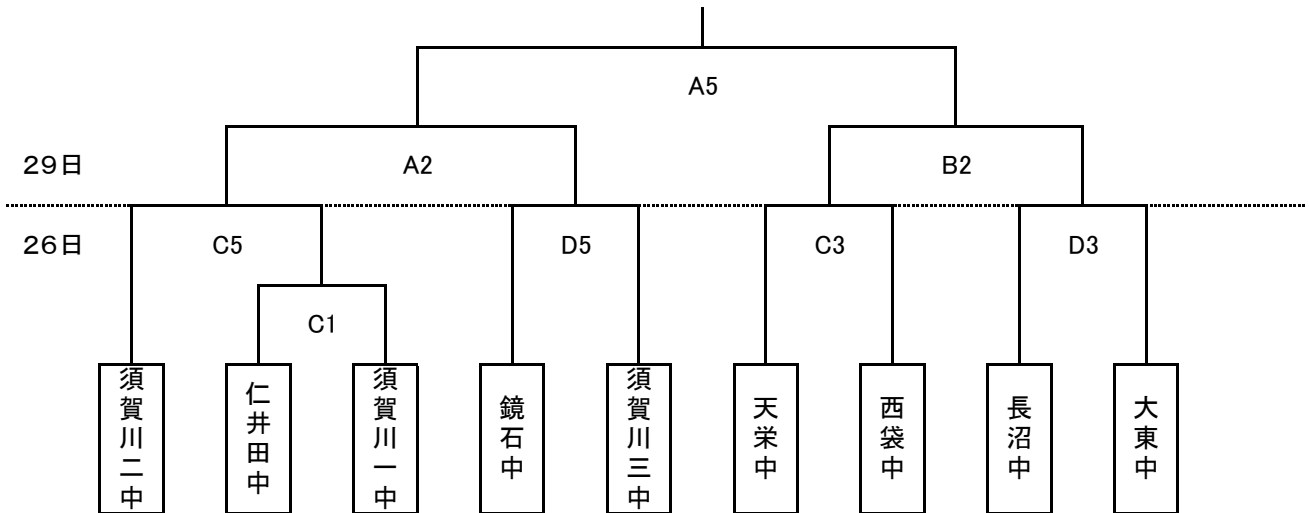 A5
29日
A2
B2
26日
C5
D5
C3
D3
C1
須賀川二中
仁井田中
須賀川一中
鏡石中
須賀川三中
天栄中
西袋中
長沼中
大東中